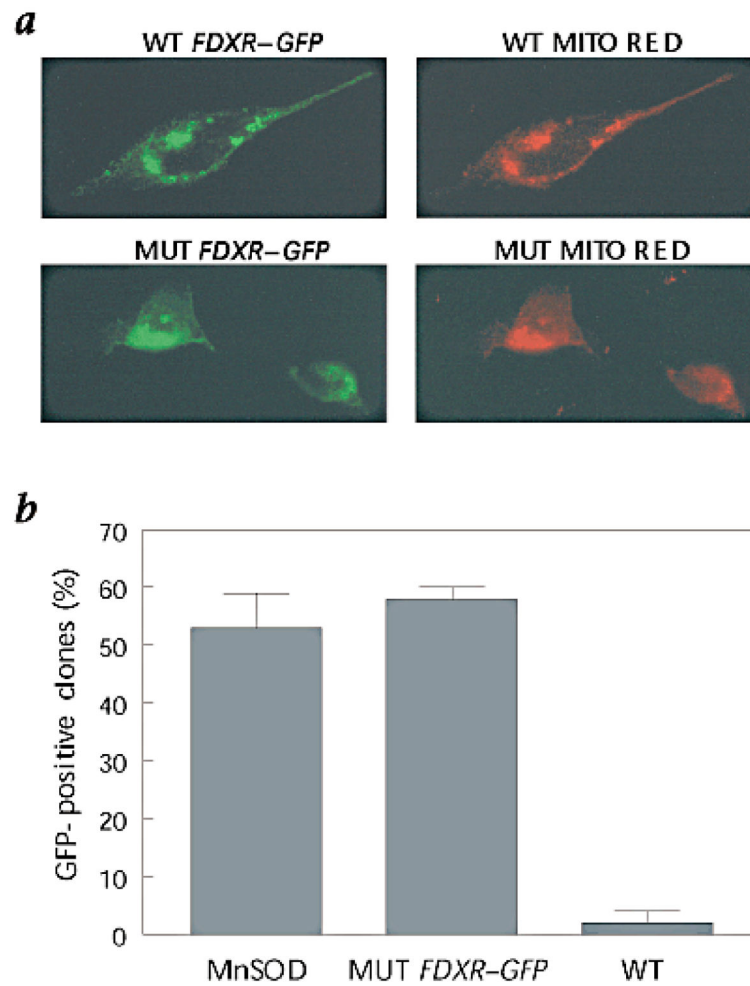 a
WT FDXR–GFP
WT MITO RED
MUT FDXR–GFP
MUT MITO RED
b
GFP-positive clones (%)
70
60
50
40
30
20
10
0
MnSOD
MUT FDXR–GFP
WT